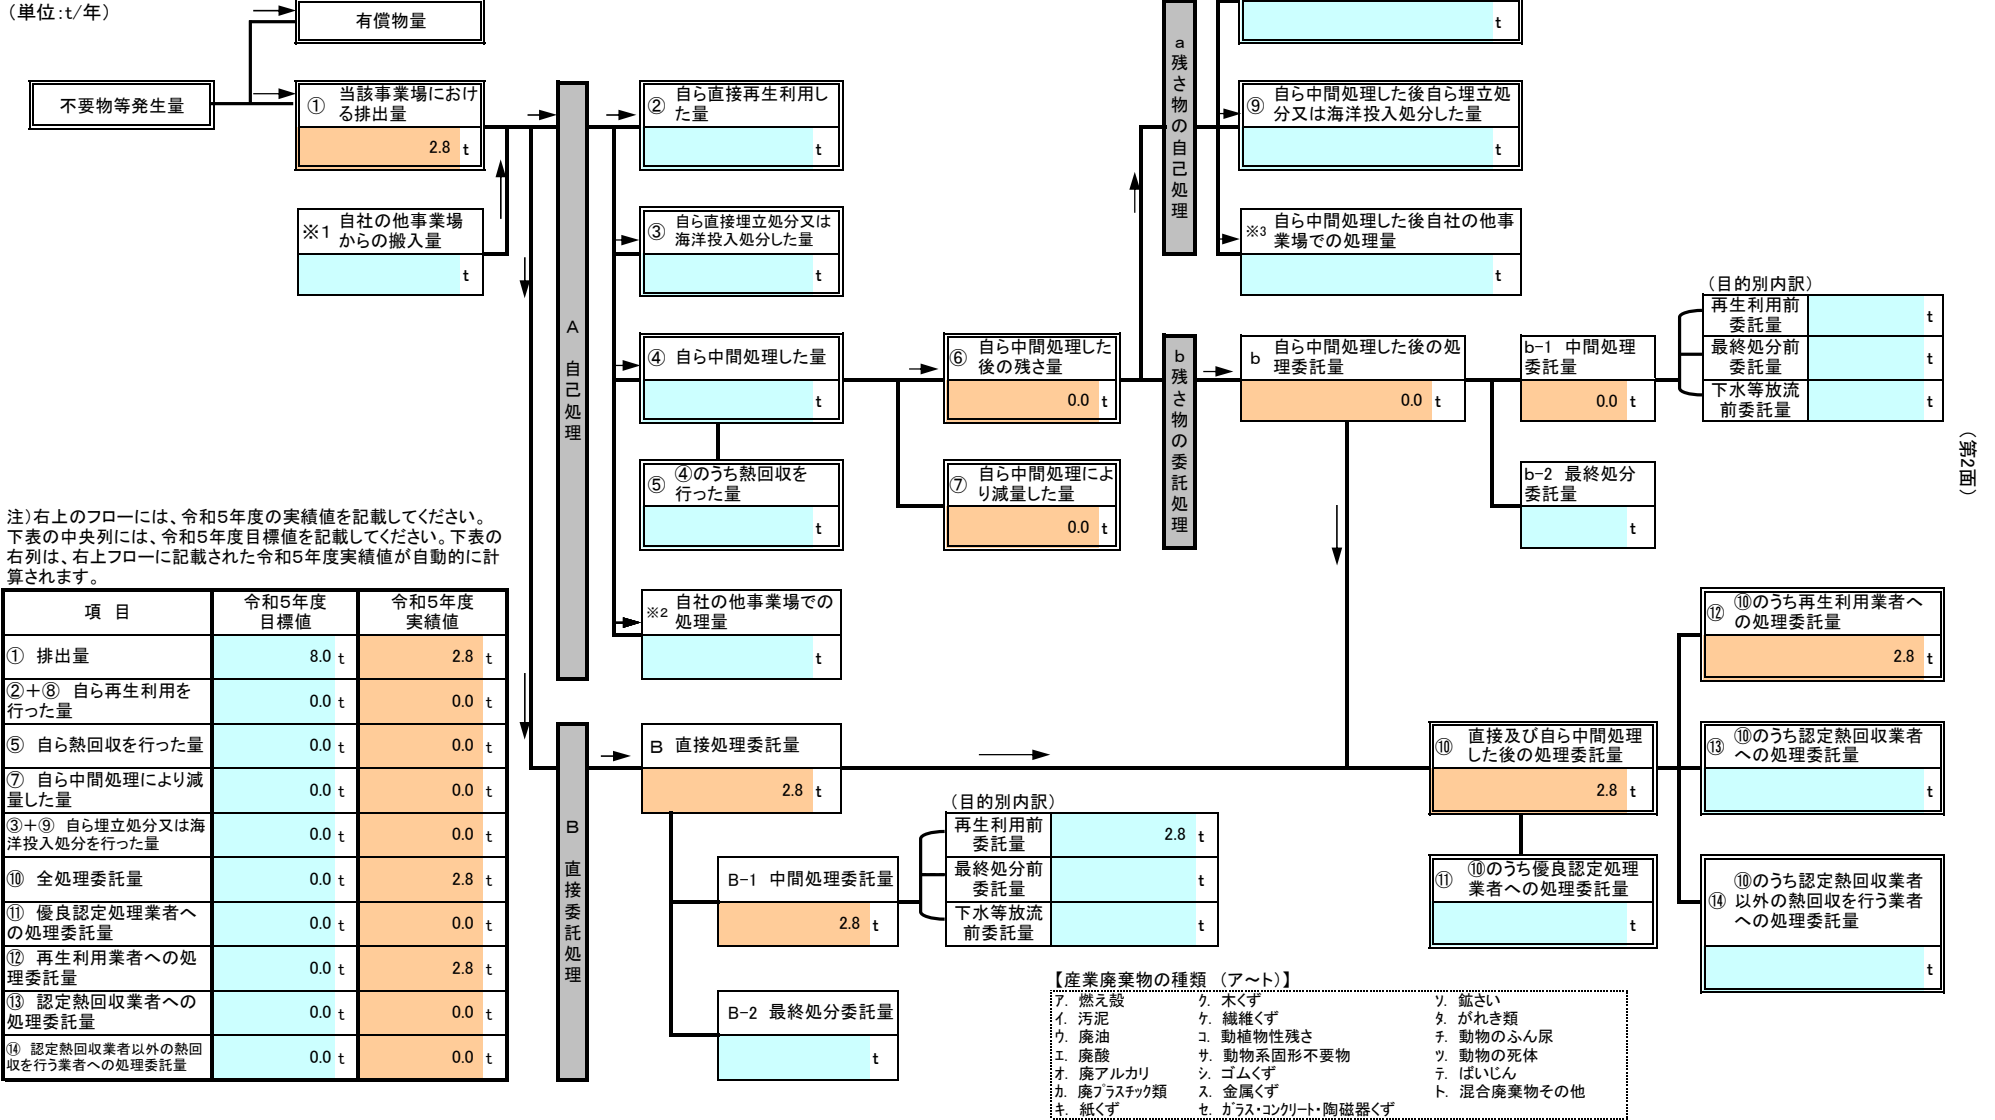 （単位：t/年）
有償物量
不要物等発生量
① 当該事業場におけ
る排出量
2.8 t
※1 自社の他事業場
からの搬入量
t
A 自己処理
② 自ら直接再生利用し
た量
t
③ 自ら直接埋立処分又は
海洋投入処分した量
t
④ 自ら中間処理した量
t
⑤ ④のうち熱回収を
行った量
t
※2 自社の他事業場での
処理量
t
⑥ 自ら中間処理した
後の残さ量
0.0 t
⑦ 自ら中間処理によ
り減量した量
0.0 t
a残さ物の自己処理
t
⑨ 自ら中間処理した後自ら埋立処
分又は海洋投入処分した量
t
※3 自ら中間処理した後自社の他事
業場での処理量
t
b残さ物の委託処理
b 自ら中間処理した後の処
理委託量
0.0 t
b-1 中間処理
委託量
0.0 t
b-2 最終処分
委託量
t
（目的別内訳）
再生利用前
委託量 t
最終処分前
委託量 t
下水等放流
前委託量 t
（第2面）
注）右上のフローには、令和5年度の実績値を記載してください。
下表の中央列には、令和5年度目標値を記載してください。下表の
右列は、右上フローに記載された令和5年度実績値が自動的に計
算されます。
項 目 令和5年度
目標値 令和5年度
実績値
① 排出量 8.0 t 2.8 t
②＋⑧ 自ら再生利用を
行った量 0.0 t 0.0 t
⑤ 自ら熱回収を行った量 0.0 t 0.0 t
⑦ 自ら中間処理により減
量した量 0.0 t 0.0 t
③＋⑨ 自ら埋立処分又は海
洋投入処分を行った量 0.0 t 0.0 t
⑩ 全処理委託量 0.0 t 2.8 t
⑪ 優良認定処理業者へ
の処理委託量 0.0 t 0.0 t
⑫ 再生利用業者への処
理委託量 0.0 t 2.8 t
⑬ 認定熱回収業者への
処理委託量 0.0 t 0.0 t
⑭ 認定熱回収業者以外の熱回
収を行う業者への処理委託量 0.0 t 0.0 t
B 直接委託処理
B 直接処理委託量
2.8 t
B-1 中間処理委託量
2.8 t
B-2 最終処分委託量
t
（目的別内訳）
再生利用前
委託量 2.8 t
最終処分前
委託量 t
下水等放流
前委託量 t
⑩ 直接及び自ら中間処理
した後の処理委託量
2.8 t
⑪ ⑩のうち優良認定処理
業者への処理委託量
t
⑫ ⑩のうち再生利用業者へ
の処理委託量
2.8 t
⑬ ⑩のうち認定熱回収業者
への処理委託量
t
⑭ ⑩のうち認定熱回収業者
以外の熱回収を行う業者
への処理委託量
t
【産業廃棄物の種類 （ア～ト）】
ア. 燃え殻 ク. 木くず ソ. 鉱さい
イ. 汚泥 ケ. 繊維くず タ. がれき類
ウ. 廃油 コ. 動植物性残さ チ. 動物のふん尿
エ. 廃酸 サ. 動物系固形不要物 ツ. 動物の死体
オ. 廃アルカリ シ. ゴムくず テ. ばいじん
カ. 廃プラスチック類 ス. 金属くず ト. 混合廃棄物その他
キ. 紙くず セ. ガラス・コンクリート・陶磁器くず